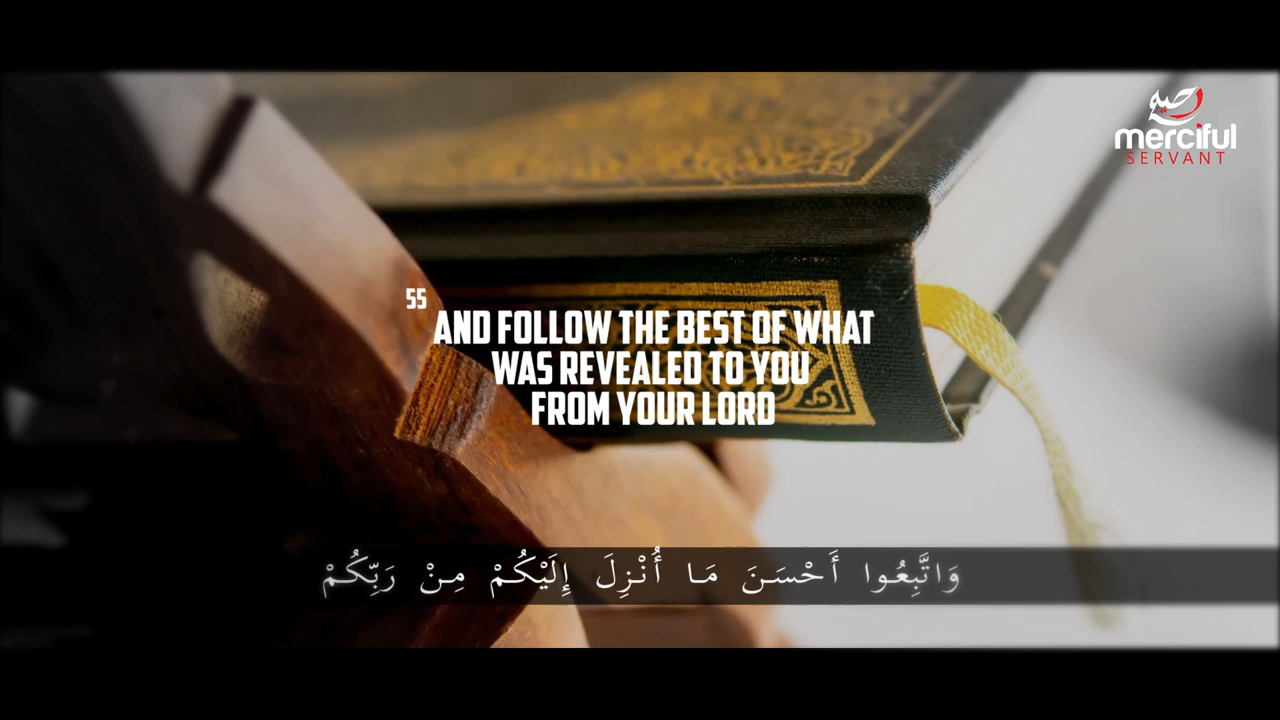 merciful
SERVANT
55
AND FOLLOW THE BEST OF WHAT
WAS REVEALED TO YOU
FROM YOUR LORD
وَاتَّبِعُوا أَحْسَنَ مَا أُنْزِلَ إِلَيْكُمْ مِنْ رَبِّكُمْ